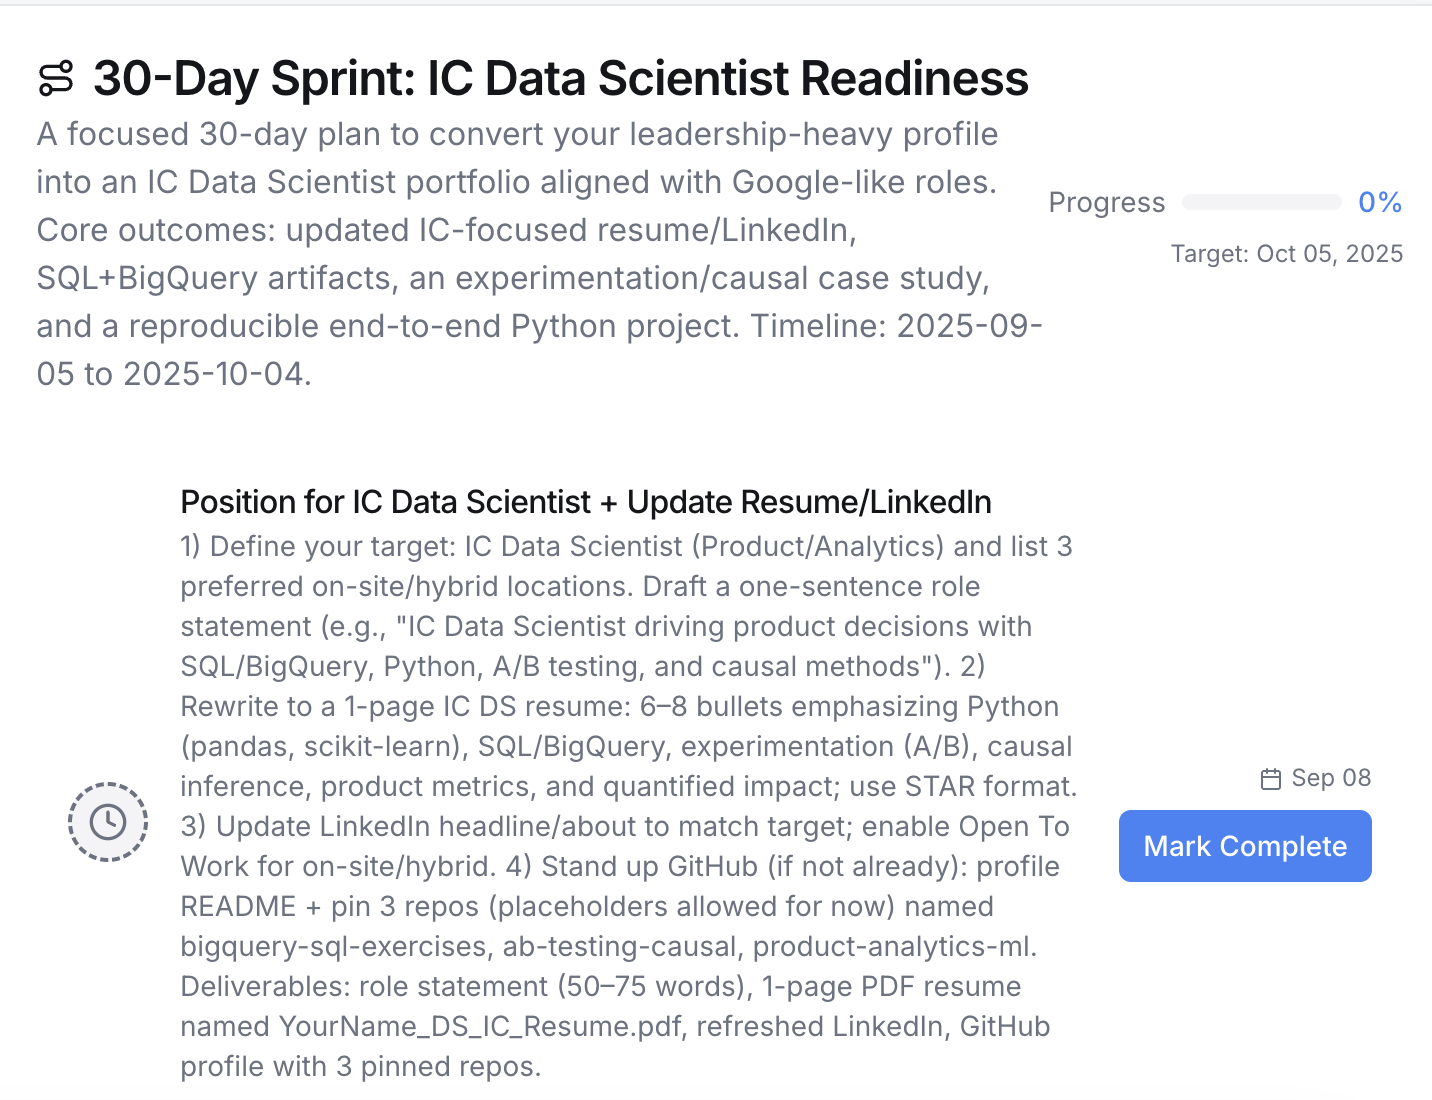 30-Day Sprint: IC Data Scientist Readiness
A focused 30-day plan to convert your leadership-heavy profile
into an IC Data Scientist portfolio aligned with Google-like roles.
Core outcomes: updated IC-focused resume/LinkedIn,
SQL+BigQuery artifacts, an experimentation/causal case study,
and a reproducible end-to-end Python project. Timeline: 2025-09-
05 to 2025-10-04.
Progress 0%
Target: Oct 05, 2025
Position for IC Data Scientist + Update Resume/LinkedIn
1) Define your target: IC Data Scientist (Product/Analytics) and list 3
preferred on-site/hybrid locations. Draft a one-sentence role
statement (e.g., "IC Data Scientist driving product decisions with
SQL/BigQuery, Python, A/B testing, and causal methods"). 2)
Rewrite to a 1-page IC DS resume: 6–8 bullets emphasizing Python
(pandas, scikit-learn), SQL/BigQuery, experimentation (A/B), causal
inference, product metrics, and quantified impact; use STAR format.
3) Update LinkedIn headline/about to match target; enable Open To
Work for on-site/hybrid. 4) Stand up GitHub (if not already): profile
README + pin 3 repos (placeholders allowed for now) named
bigquery-sql-exercises, ab-testing-causal, product-analytics-ml.
Deliverables: role statement (50–75 words), 1-page PDF resume
named YourName_DS_IC_Resume.pdf, refreshed LinkedIn, GitHub
profile with 3 pinned repos.
Sep 08
Mark Complete